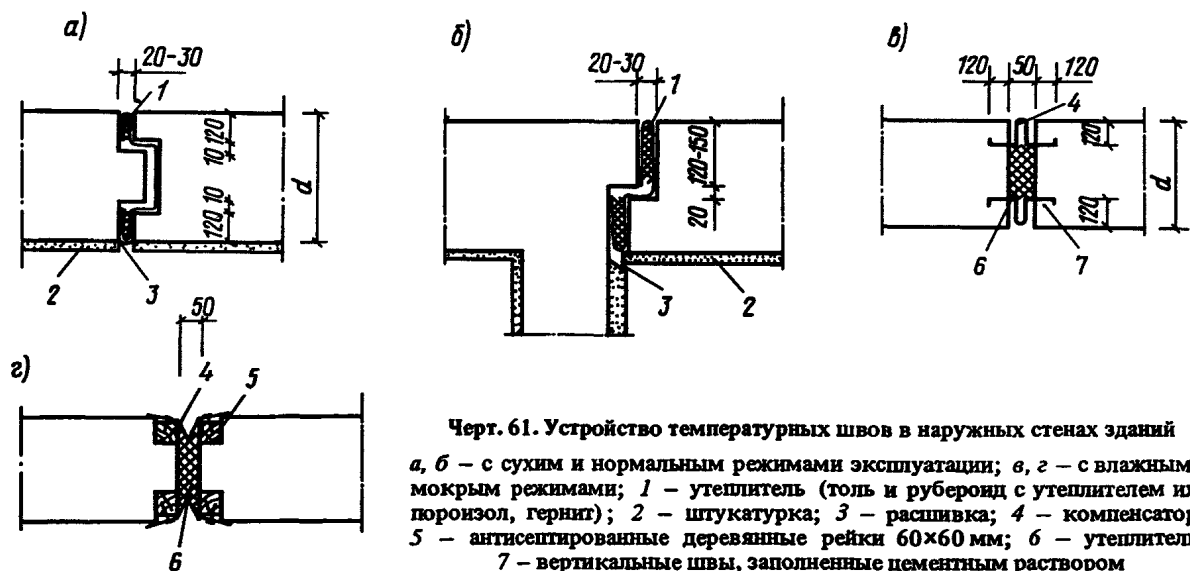 а)
20-30
1
120
10
10
120
d
2
3
б)
20-30
1
120-150
20
3
2
в)
120 50 120
4
120
120
d
6
7
г)
50
4
5
6
Черт. 61. Устройство температурных швов в наружных стенах зданий
а, б – с сухим и нормальным режимами эксплуатации; в, г – с влажным
мокрым режимами; 1 – утеплитель (толь и рубероид с утеплителем ил
пороизол, гернит); 2 – штукатурка; 3 – расшивка; 4 – компенсатор
5 – антисептированные деревянные рейки 60×60 мм; 6 – утеплитель
7 – вертикальные швы, заполненные цементным раствором